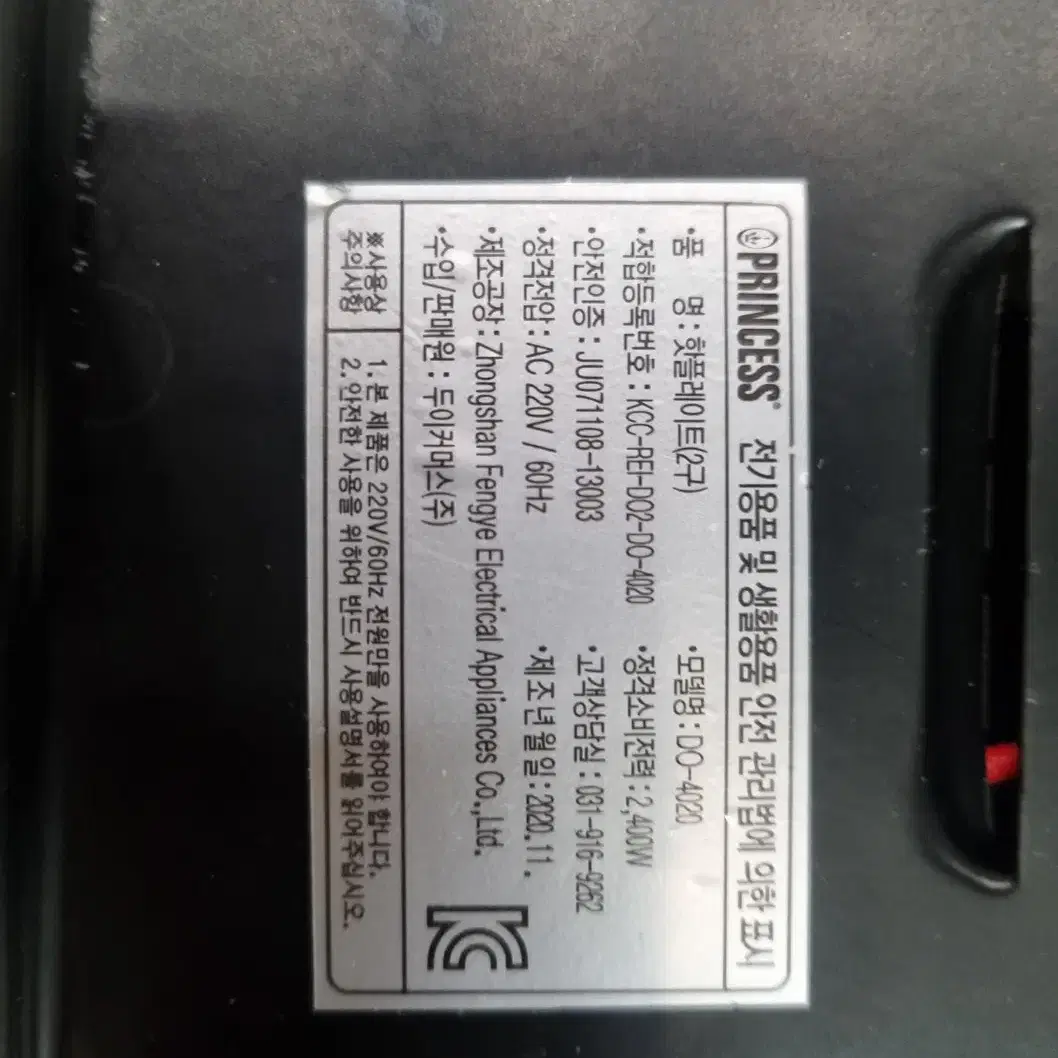 PRINCESS® 전기용품 및 생활용품 안전 관리법에 의한 표시
•품 명 : 핫플레이트(2구) •모델명 : DO-4020
•적합등록번호 : KCC-REI-DO2-DO-4020 •정격소비전력 : 2,400W
•안전인증 : JU071108-13003 •고객상담실 : 031-916-9262
•정격전압 : AC 220V / 60Hz •제조년월일 : 2020.11.
•제조공장 : Zhongshan Fengye Electrical Appliances Co.,Ltd.
•수입/판매원 : 두이커머스(주)
※사용상 주의사항
1. 본 제품은 220V/60Hz 전원만을 사용하여야 합니다.
2. 안전한 사용을 위하여 반드시 사용설명서를 읽어주십시오.